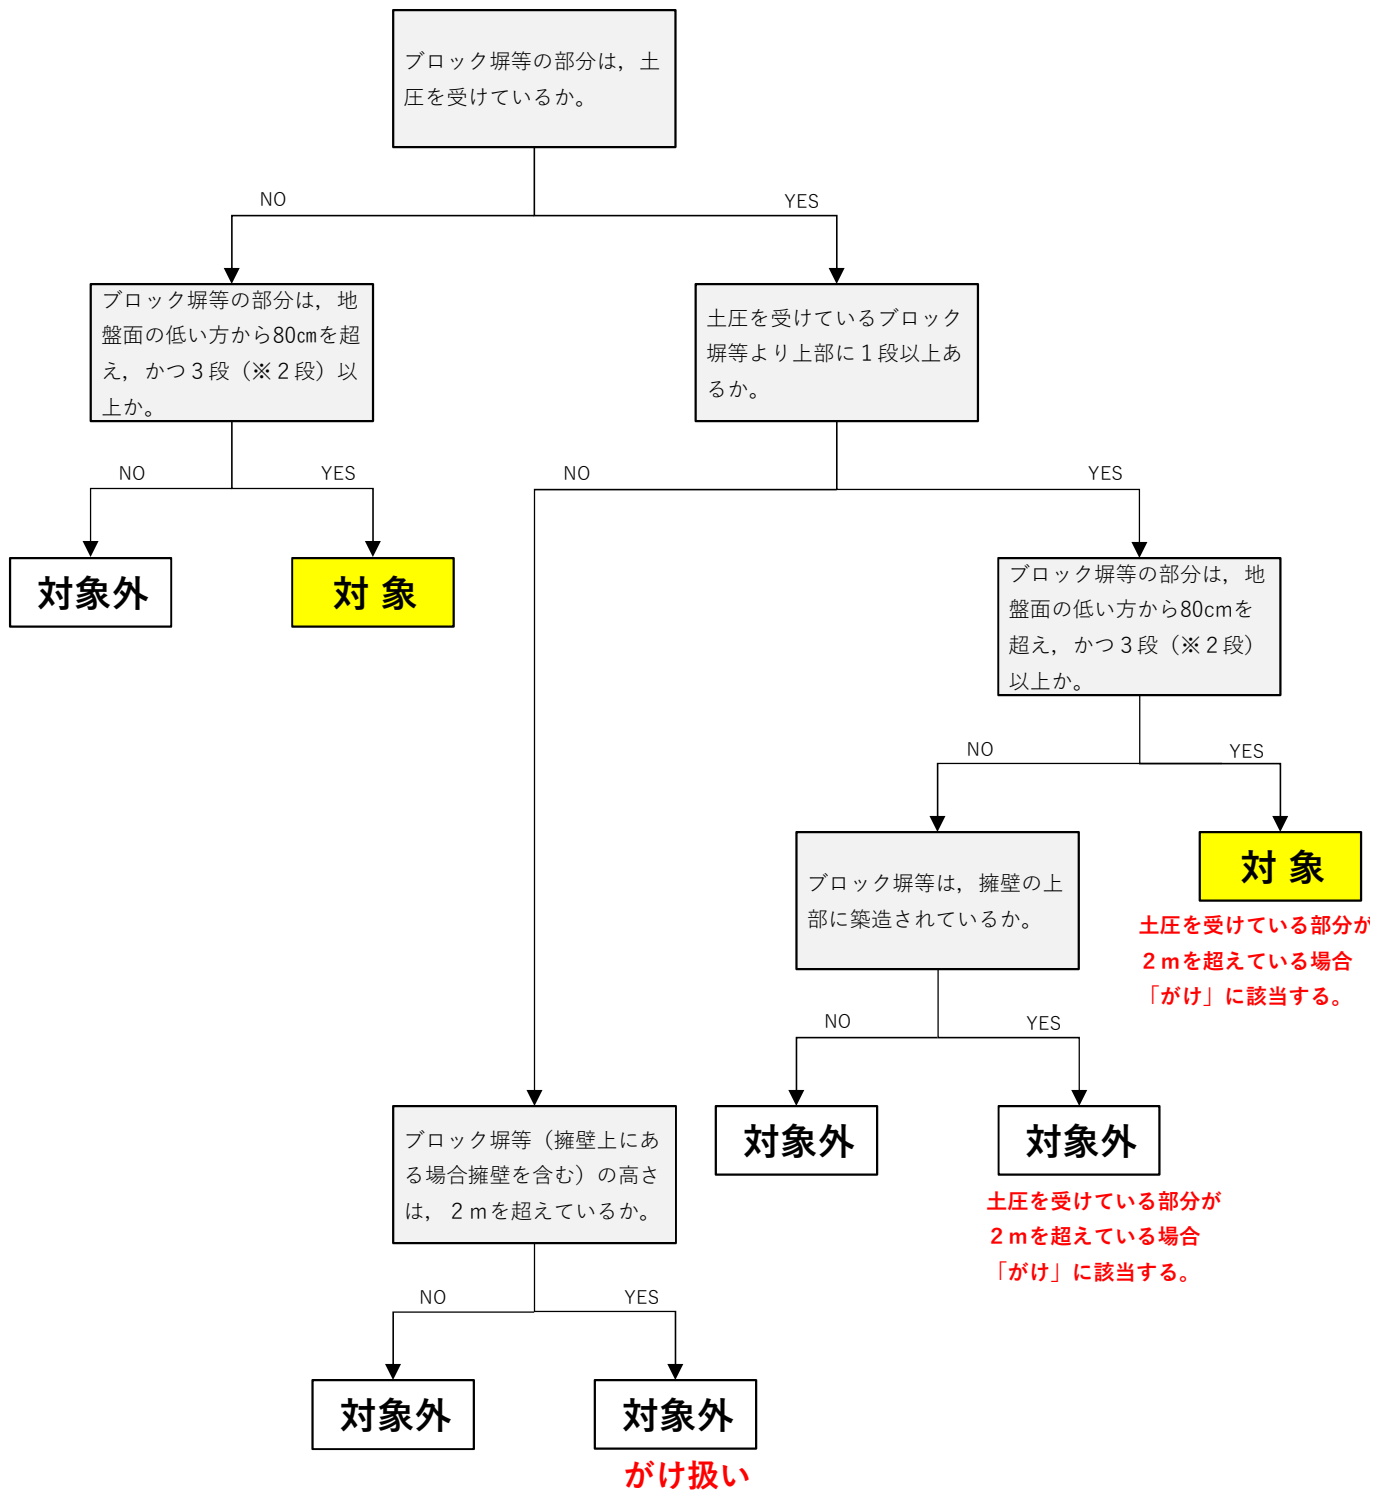 ブロック塀等の部分は，土
圧を受けているか。
NO
YES
ブロック塀等の部分は，地
盤面の低い方から80㎝を超
え，かつ３段（※２段）以
上か。
土圧を受けているブロック
塀等より上部に１段以上あ
るか。
NO
YES
NO
YES
対象外
対 象
ブロック塀等の部分は，地
盤面の低い方から80cmを
超え，かつ３段（※２段）
以上か。
NO
YES
ブロック塀等は，擁壁の上
部に築造されているか。
対 象
土圧を受けている部分が
２ｍを超えている場合
「がけ」に該当する。
NO
YES
ブロック塀等（擁壁上にあ
る場合擁壁を含む）の高さ
は，２ｍを超えているか。
対象外
対象外
土圧を受けている部分が
２ｍを超えている場合
「がけ」に該当する。
NO
YES
対象外
対象外
がけ扱い